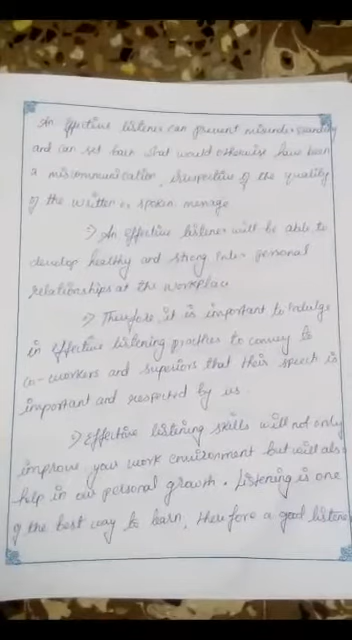 An effective listener can prevent misunderstanding
and can set back that would otherwise have been
a miscommunication, irrespective of the quality
of the written or spoken message
=> An effective listener will be able to
develop healthy and strong inter personal
relationships at the workplace
=> Therefore it is important to indulge
in effective listening practices to convey to
co-workers and superiors that their speech is
important and respected by us.
=> Effective listening skills will not only
improve your work environment but will also
help in our personal growth. Listening is one
of the best way to learn, therefore a good listener